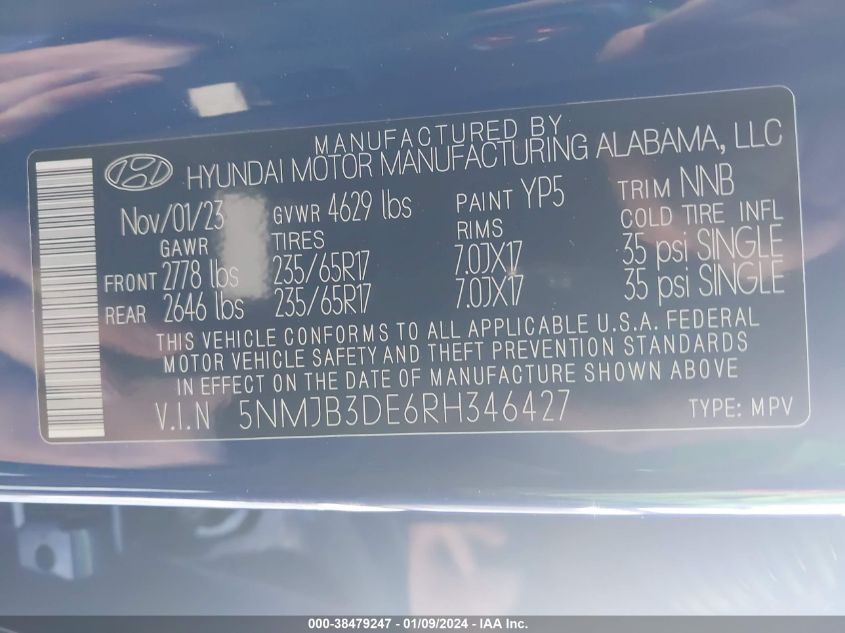 MANUFACTURED BY
HYUNDAI MOTOR MANUFACTURING ALABAMA, LLC
Nov/01/23 GVWR 4629 lbs PAINT YP5 TRIM NNB
GAWR TIRES RIMS COLD TIRE INFL
FRONT 2778 lbs 235/65R17 7.0JX17 35 psi SINGLE
REAR 2646 lbs 235/65R17 7.0JX17 35 psi SINGLE
THIS VEHICLE CONFORMS TO ALL APPLICABLE U.S.A. FEDERAL
MOTOR VEHICLE SAFETY AND THEFT PREVENTION STANDARDS
IN EFFECT ON THE DATE OF MANUFACTURE SHOWN ABOVE
V.I.N 5NMJB3DE6RH346427 TYPE: MPV
000-38479247 - 01/09/2024 - IAA Inc.